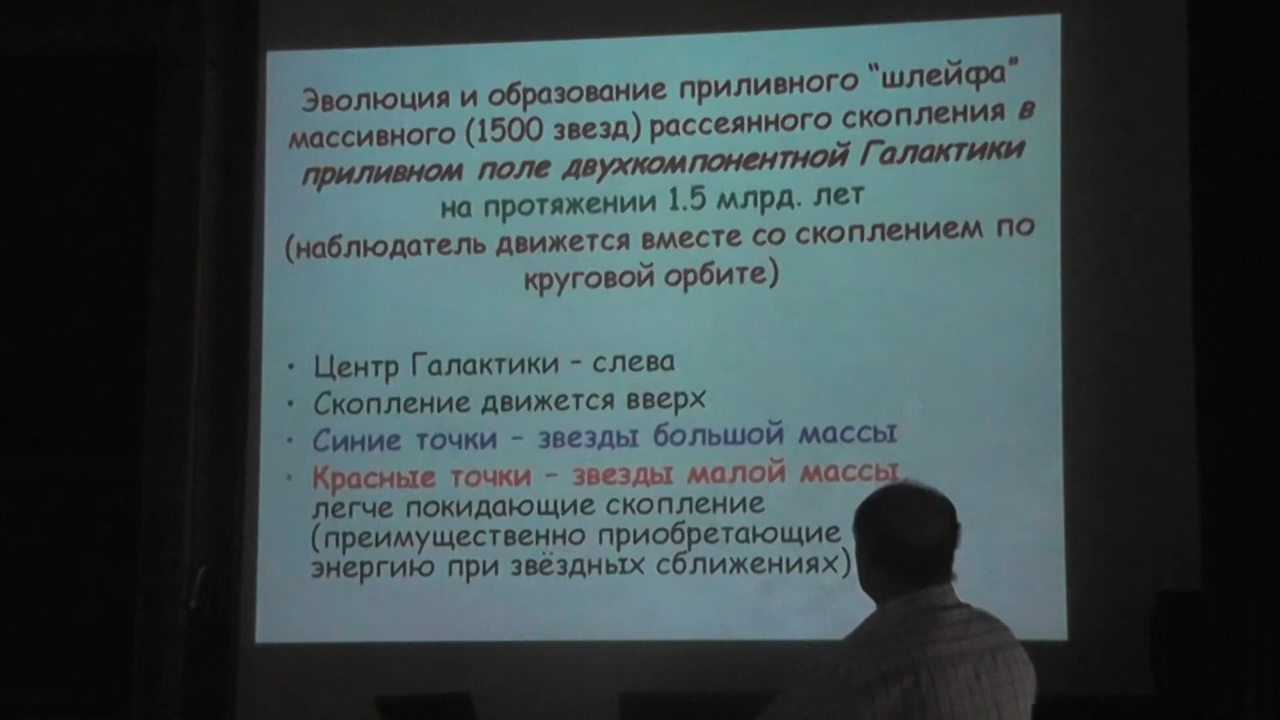 Эволюция и образование приливного "шлейфа"
массивного (1500 звезд) рассеянного скопления в
приливном поле двухкомпонентной Галактики
на протяжении 1.5 млрд. лет
(наблюдатель движется вместе со скоплением по
круговой орбите)
• Центр Галактики – слева
• Скопление движется вверх
• Синие точки – звезды большой массы
• Красные точки – звезды малой массы,
легче покидающие скопление
(преимущественно приобретающие
энергию при звёздных сближениях)